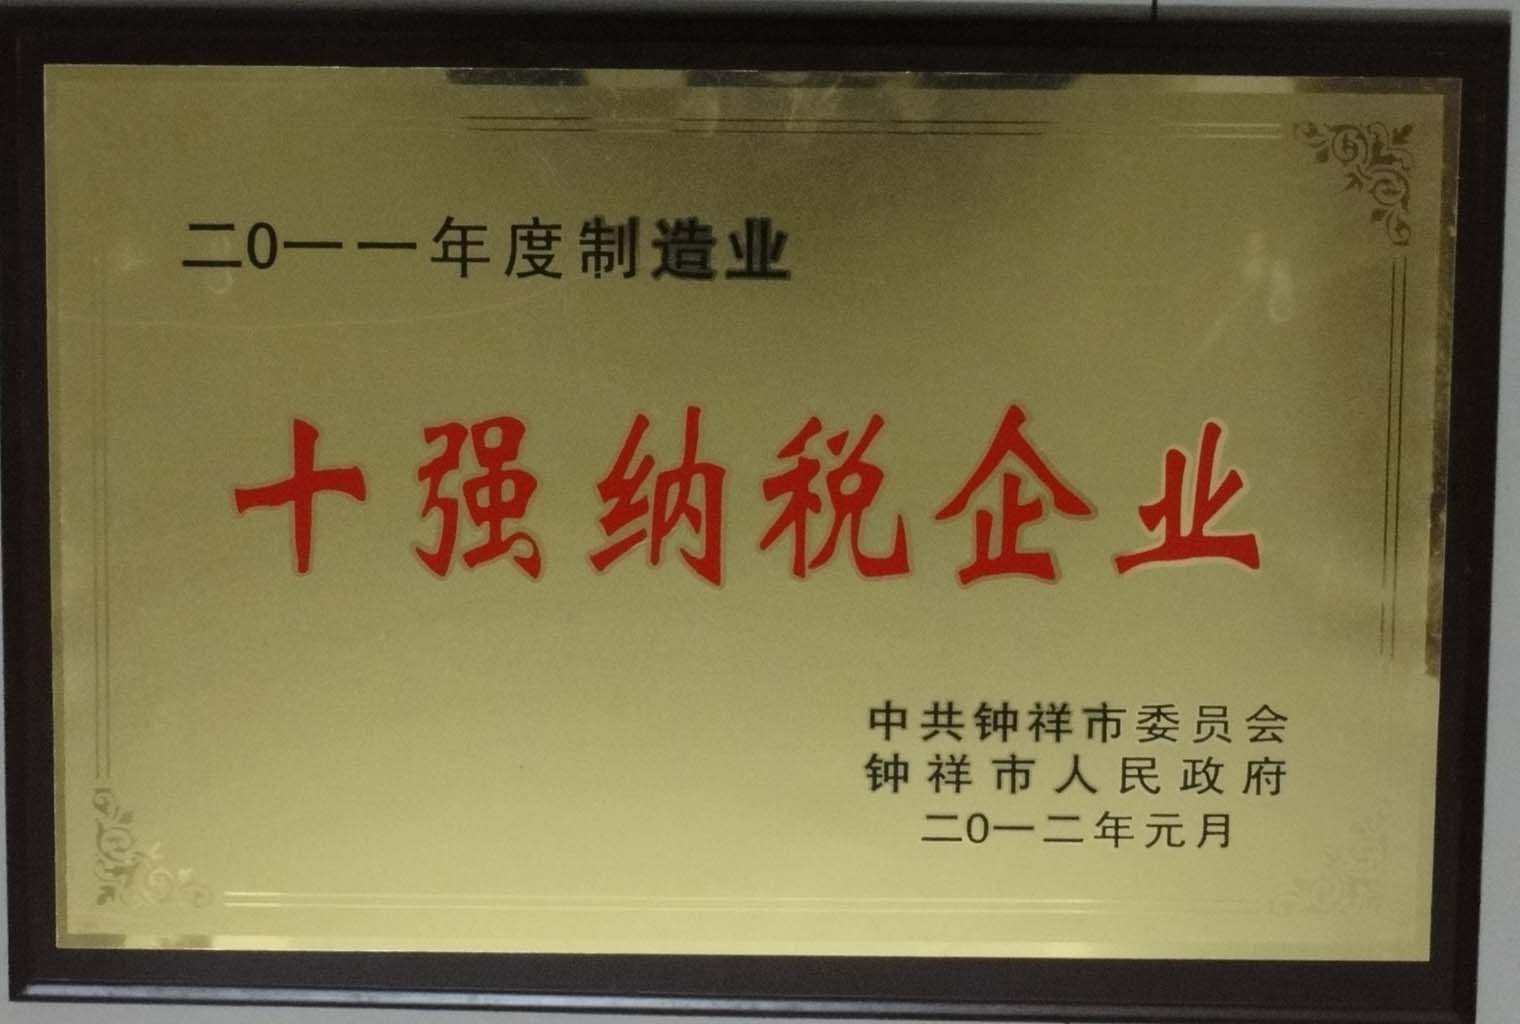 二0一一年度制造业
十强纳税企业
中共钟祥市委员会
钟祥市人民政府
二0一二年元月